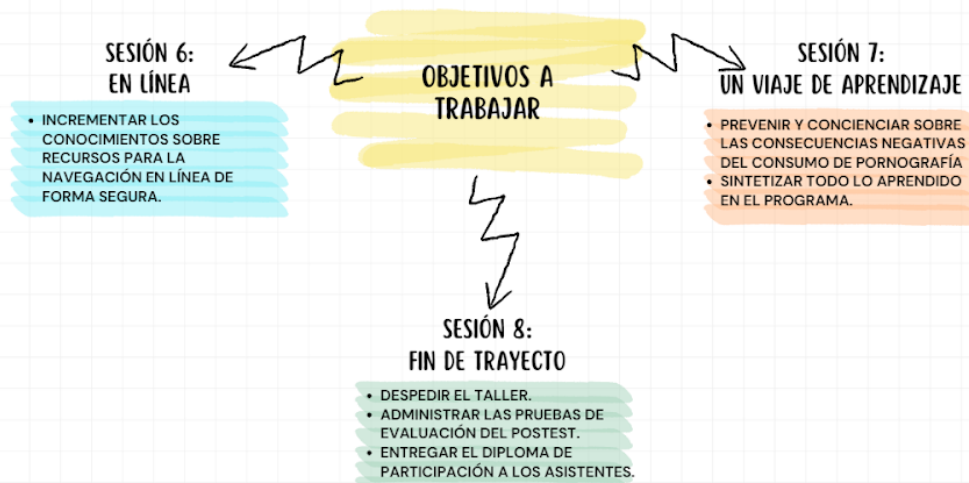 OBJETIVOS A
TRABAJAR
SESIÓN 6:
EN LÍNEA
• INCREMENTAR LOS
CONOCIMIENTOS SOBRE
RECURSOS PARA LA
NAVEGACIÓN EN LÍNEA DE
FORMA SEGURA.
SESIÓN 7:
UN VIAJE DE APRENDIZAJE
• PREVENIR Y CONCIENCIAR SOBRE
LAS CONSECUENCIAS NEGATIVAS
DEL CONSUMO DE PORNOGRAFÍA
• SINTETIZAR TODO LO APRENDIDO
EN EL PROGRAMA.
SESIÓN 8:
FIN DE TRAYECTO
• DESPEDIR EL TALLER.
• ADMINISTRAR LAS PRUEBAS DE
EVALUACIÓN DEL POSTEST.
• ENTREGAR EL DIPLOMA DE
PARTICIPACIÓN A LOS ASISTENTES.